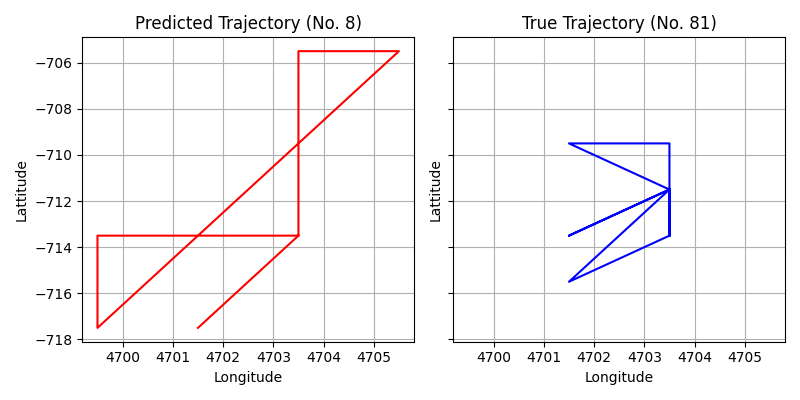 Predicted Trajectory (No. 8)
True Trajectory (No. 81)
−706
−708
−710
−712
−714
−716
−718
Lattitude
Lattitude
4700 4701 4702 4703 4704 4705
4700 4701 4702 4703 4704 4705
Longitude
Longitude